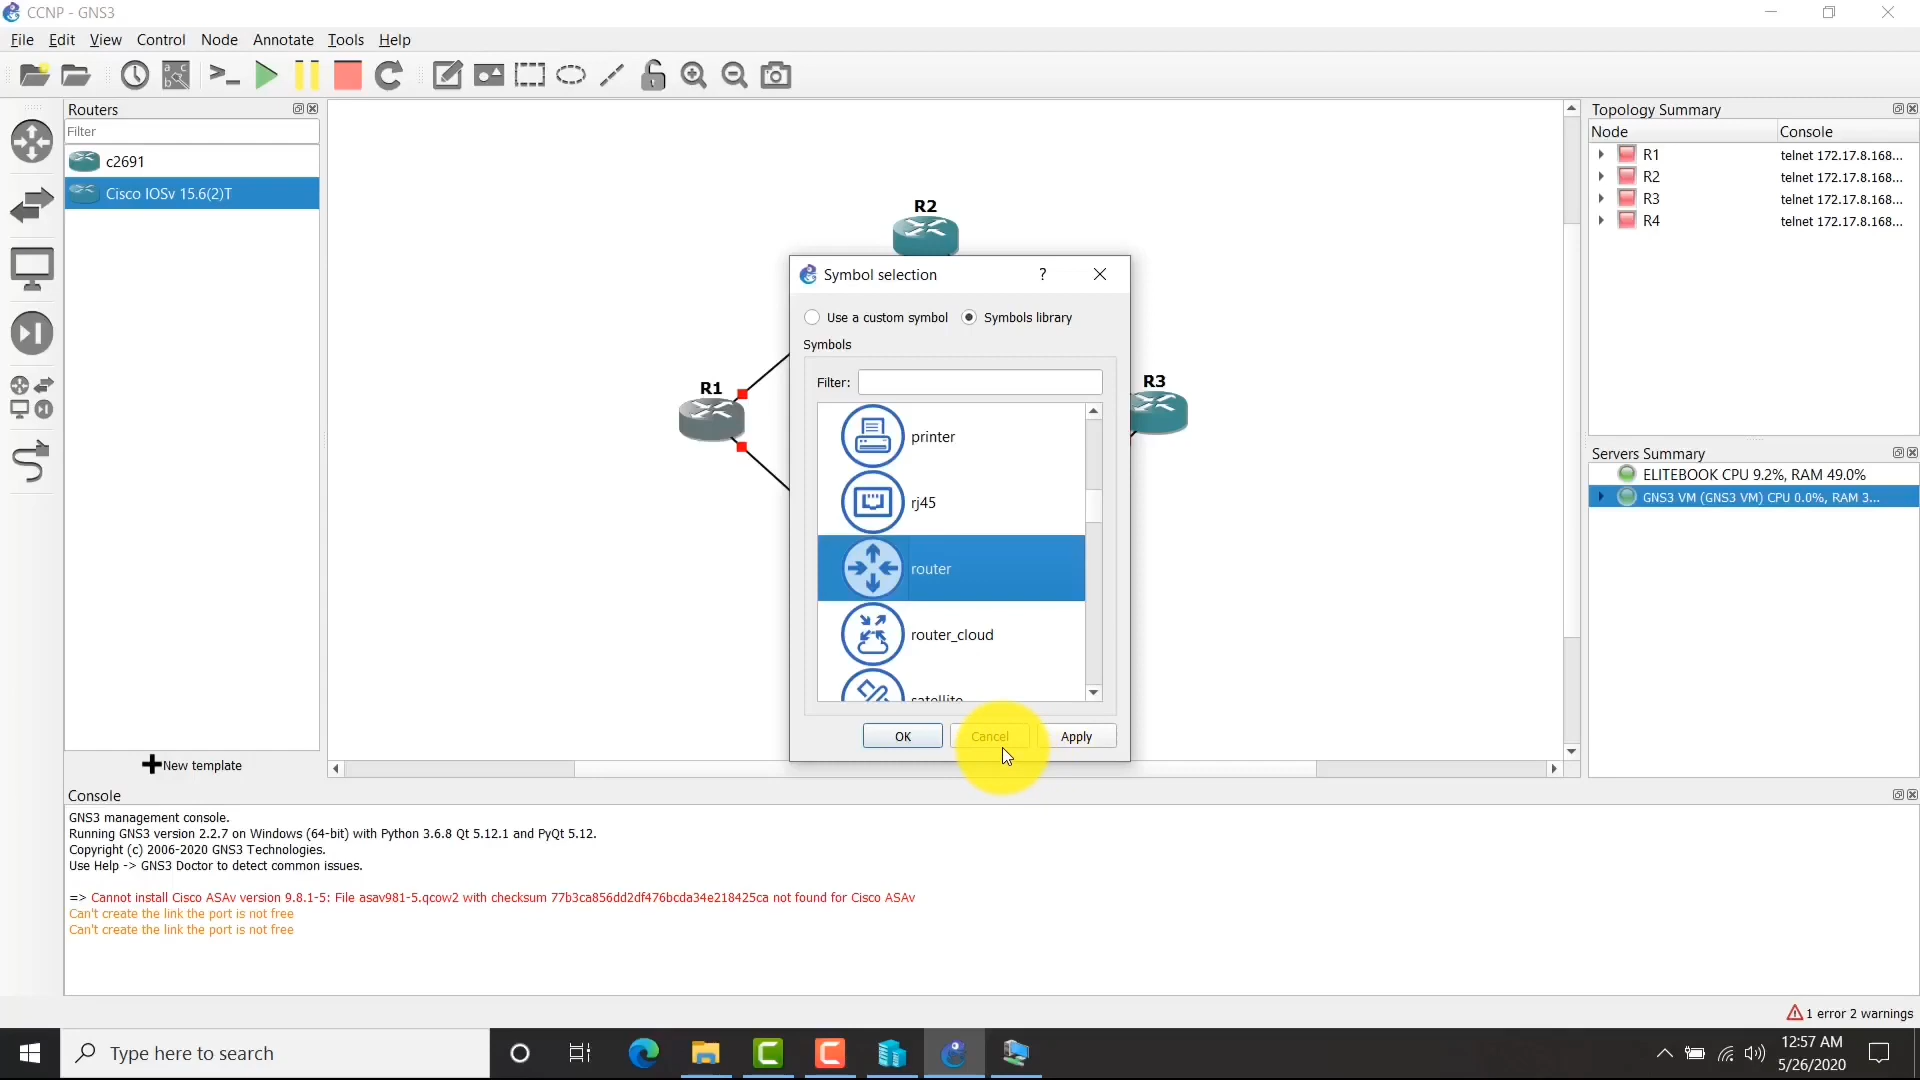 CCNP - GNS3
File Edit View Control Node Annotate Tools Help
Routers
Filter
c2691
Cisco IOSv 15.6(2)T
New template
R2
R1
R3
Symbol selection
?
Use a custom symbol
Symbols library
Symbols
Filter:
printer
rj45
router
router_cloud
satellite
OK
Cancel
Apply
Topology Summary
Node Console
R1 telnet 172.17.8.168...
R2 telnet 172.17.8.168...
R3 telnet 172.17.8.168...
R4 telnet 172.17.8.168...
Servers Summary
ELITEBOOK CPU 9.2%, RAM 49.0%
GNS3 VM (GNS3 VM) CPU 0.0%, RAM 3...
Console
GNS3 management console.
Running GNS3 version 2.2.7 on Windows (64-bit) with Python 3.6.8 Qt 5.12.1 and PyQt 5.12.
Copyright (c) 2006-2020 GNS3 Technologies.
Use Help -> GNS3 Doctor to detect common issues.
=> Cannot install Cisco ASAv version 9.8.1-5: File asav981-5.qcow2 with checksum 77b3ca856dd2df476bcda34e218425ca not found for Cisco ASAv
Can't create the link the port is not free
Can't create the link the port is not free
1 error 2 warnings
Type here to search
12:57 AM
5/26/2020